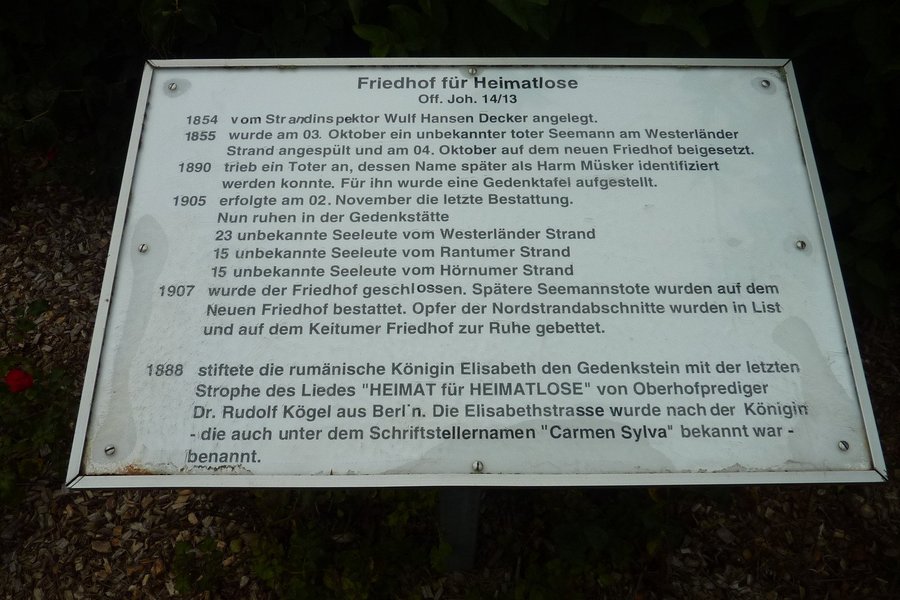 Friedhof für Heimatlose
Off. Joh. 14/13
1854 vom Strandinspektor Wulf Hansen Decker angelegt.
1855 wurde am 03. Oktober ein unbekannter toter Seemann am Westerländer
Strand angespült und am 04. Oktober auf dem neuen Friedhof beigesetzt.
1890 trieb ein Toter an, dessen Name später als Harm Müsker identifiziert
werden konnte. Für ihn wurde eine Gedenktafel aufgestellt.
1905 erfolgte am 02. November die letzte Bestattung.
Nun ruhen in der Gedenkstätte
23 unbekannte Seeleute vom Westerländer Strand
15 unbekannte Seeleute vom Rantumer Strand
15 unbekannte Seeleute vom Hörnumer Strand
1907 wurde der Friedhof geschlossen. Spätere Seemannstote wurden auf dem
Neuen Friedhof bestattet. Opfer der Nordstrandabschnitte wurden in List
und auf dem Keitumer Friedhof zur Ruhe gebettet.
1888 stiftete die rumänische Königin Elisabeth den Gedenkstein mit der letzten
Strophe des Liedes "HEIMAT für HEIMATLOSE" von Oberhofprediger
Dr. Rudolf Kögel aus Berlin. Die Elisabethstrasse wurde nach der Königin
- die auch unter dem Schriftstellernamen "Carmen Sylva" bekannt war -
benannt.